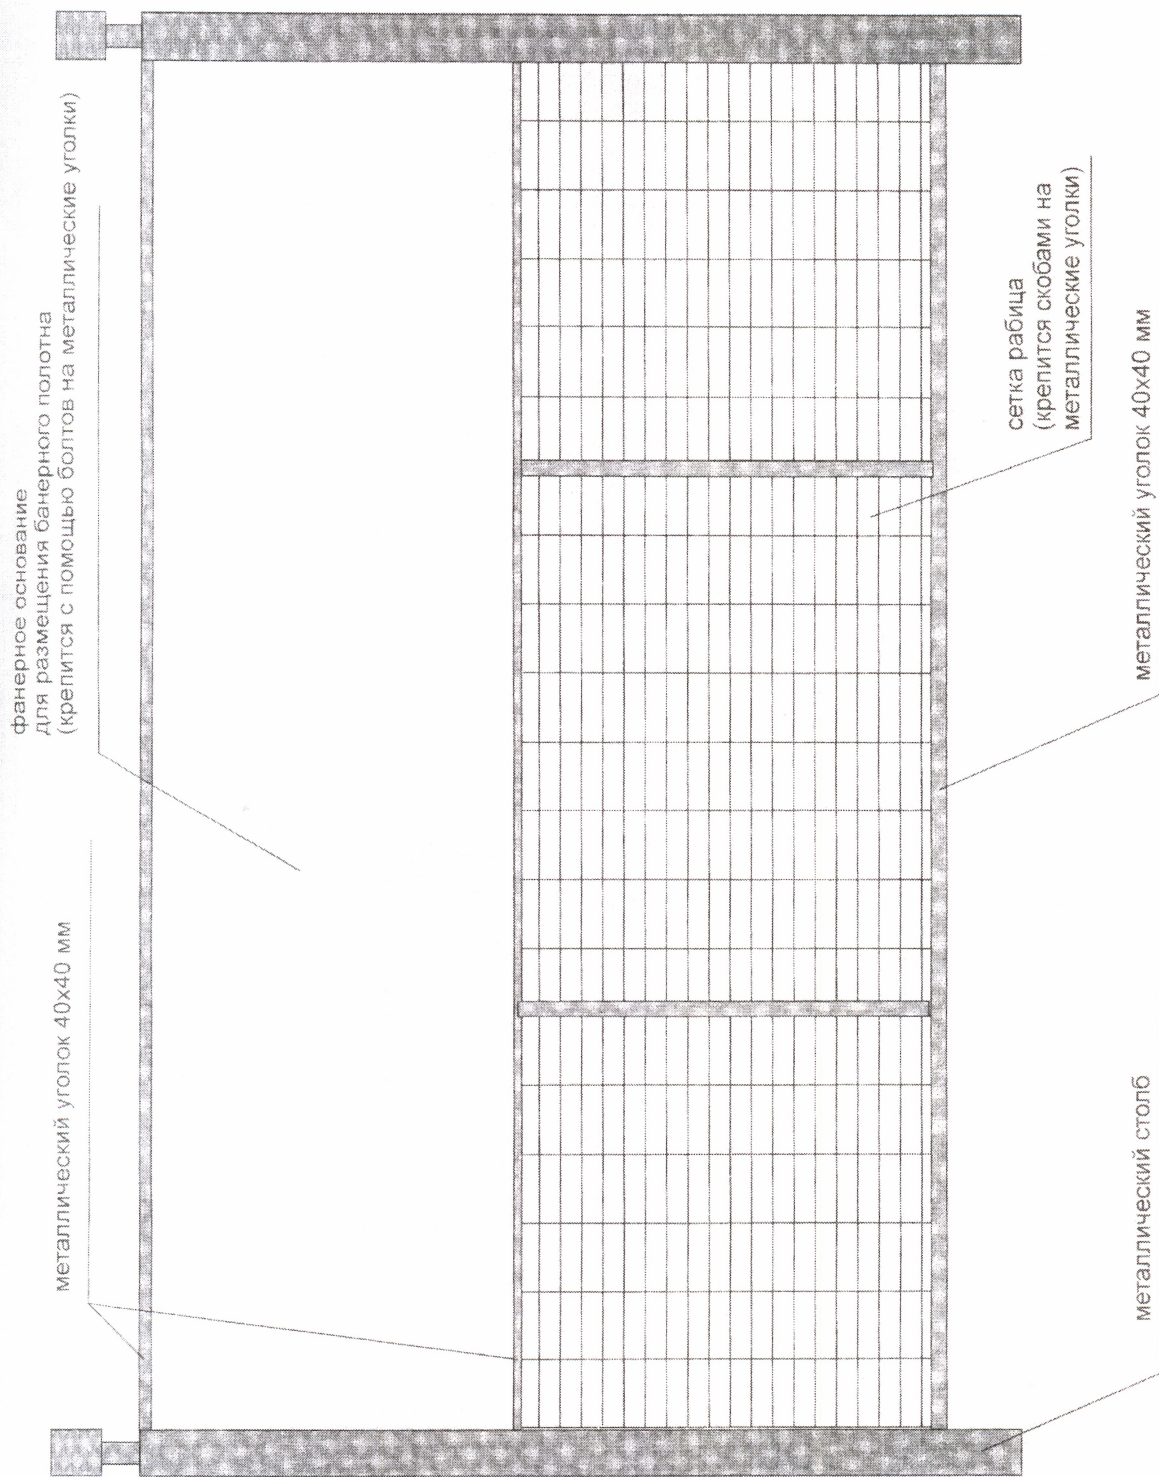 фанерное основание
для размещения банерного полотна
(крепится с помощью болтов на металлические уголки)
металлический уголок 40х40 мм
сетка рабица
(крепится скобами на
металлические уголки)
металлический уголок 40х40 мм
металлический столб